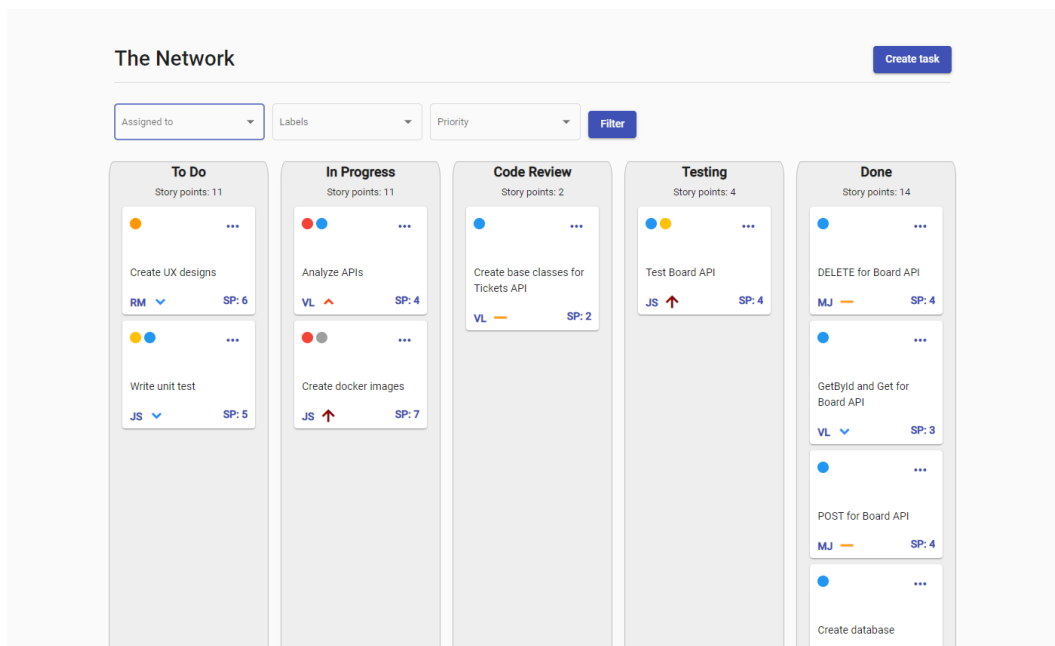 The Network
Create task
Assigned to
Labels
Priority
Filter
To Do
Story points: 11
Create UX designs
RM
SP: 6
Write unit test
JS
SP: 5
In Progress
Story points: 11
Analyze APIs
VL
SP: 4
Create docker images
JS
SP: 7
Code Review
Story points: 2
Create base classes for
Tickets API
VL
SP: 2
Testing
Story points: 4
Test Board API
JS
SP: 4
Done
Story points: 14
DELETE for Board API
MJ
SP: 4
GetById and Get for
Board API
VL
SP: 3
POST for Board API
MJ
SP: 4
Create database